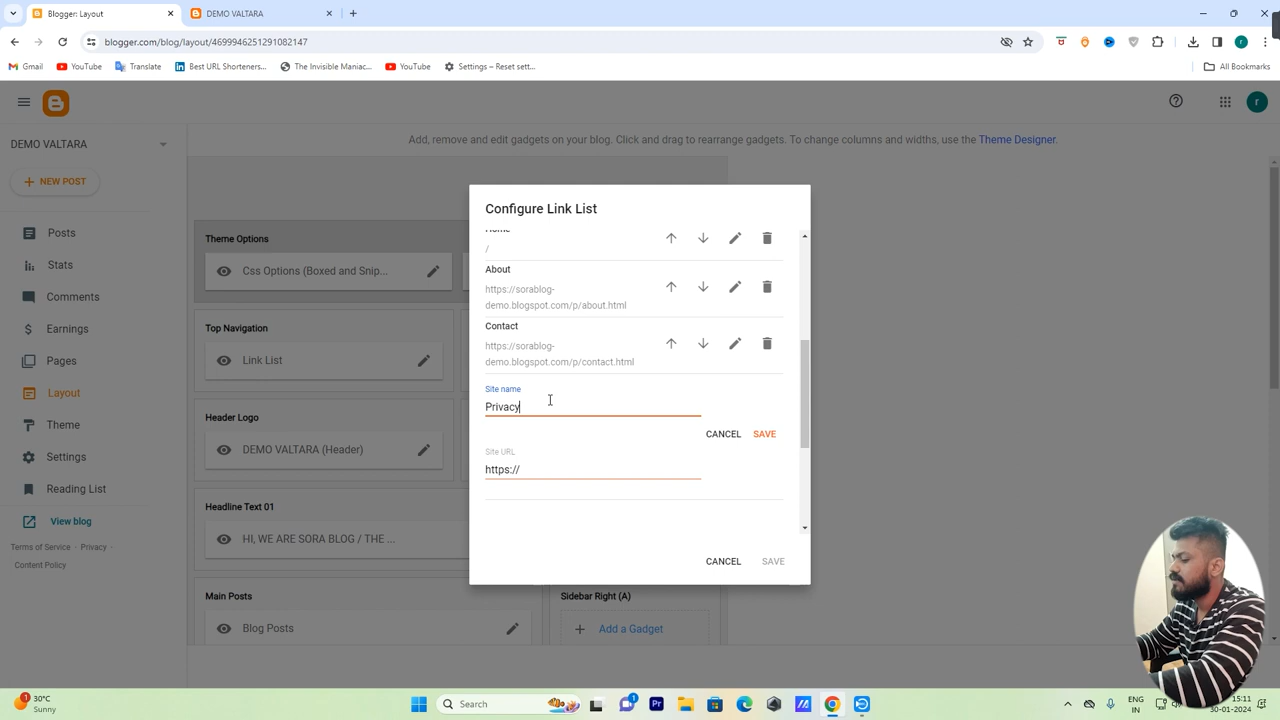 Blogger: Layout
DEMO VALTARA
blogger.com/blog/layout/4699946251291082147
Gmail
YouTube
Translate
Best URL Shorteners...
The Invisible Maniac...
YouTube
Settings – Reset sett...
All Bookmarks
r
DEMO VALTARA
Add, remove and edit gadgets on your blog. Click and drag to rearrange gadgets. To change columns and widths, use the Theme Designer.
NEW POST
Posts
Stats
Comments
Earnings
Pages
Layout
Theme
Settings
Reading List
View blog
Terms of Service · Privacy ·
Content Policy
Theme Options
Css Options (Boxed and Snip...
Top Navigation
Link List
Header Logo
DEMO VALTARA (Header)
Headline Text 01
HI, WE ARE SORA BLOG / THE ...
Main Posts
Blog Posts
Sidebar Right (A)
Add a Gadget
Configure Link List
Home
/
About
https://sorablog-
demo.blogspot.com/p/about.html
Contact
https://sorablog-
demo.blogspot.com/p/contact.html
Site name
Privacy
CANCEL SAVE
Site URL
https://
CANCEL SAVE
1
30°C
Sunny
Search
1
Pr
ENG
IN
15:11
30-01-2024